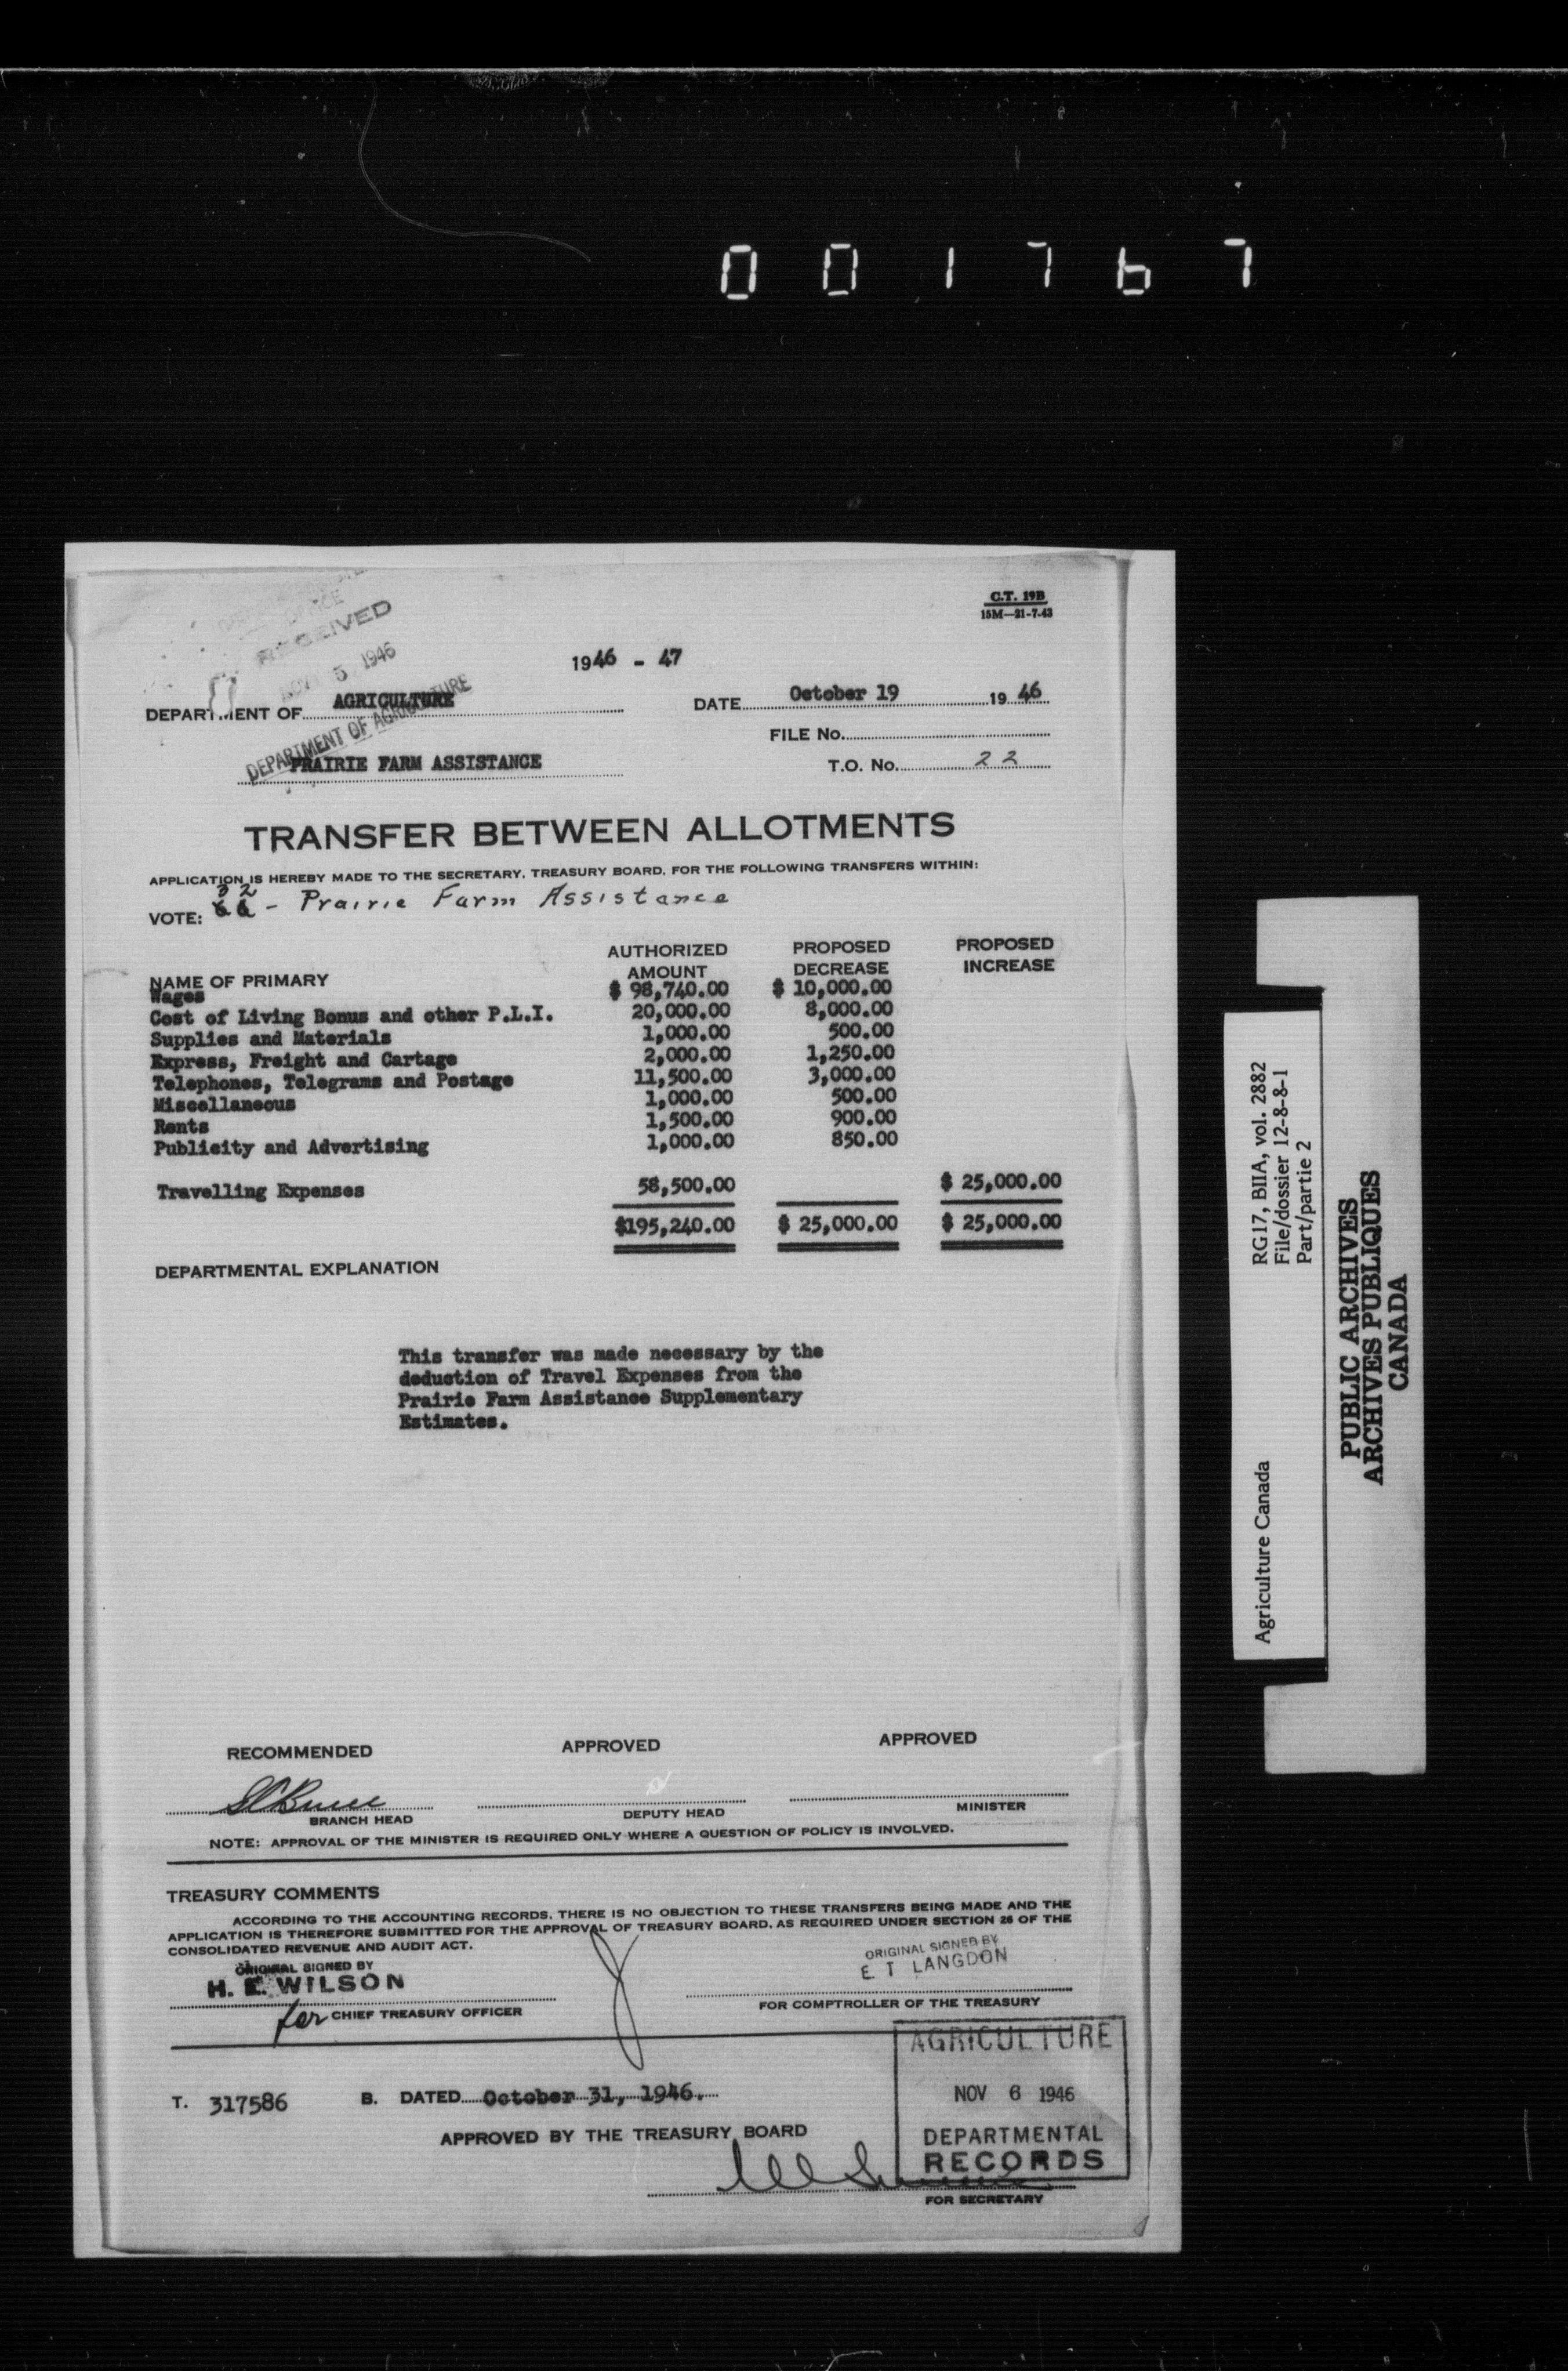 001767
C.T. 19B
15M—21-7-43
RECEIVED
NOV 5 1946
DEPARTMENT OF AGRICULTURE
1946 - 47
DEPARTMENT OF AGRICULTURE
DATE October 19 1946
FILE No.
PRAIRIE FARM ASSISTANCE
T.O. No. 22
TRANSFER BETWEEN ALLOTMENTS
APPLICATION IS HEREBY MADE TO THE SECRETARY, TREASURY BOARD, FOR THE FOLLOWING TRANSFERS WITHIN:
32
VOTE: 66 - Prairie Farm Assistance
NAME OF PRIMARY AUTHORIZED AMOUNT PROPOSED DECREASE PROPOSED INCREASE
Wages $ 98,740.00 $ 10,000.00
Cost of Living Bonus and other P.L.I. 20,000.00 8,000.00
Supplies and Materials 1,000.00 500.00
Express, Freight and Cartage 2,000.00 1,250.00
Telephones, Telegrams and Postage 11,500.00 3,000.00
Miscellaneous 1,000.00 500.00
Rents 1,500.00 900.00
Publicity and Advertising 1,000.00 850.00
Travelling Expenses 58,500.00 $ 25,000.00
$195,240.00 $ 25,000.00 $ 25,000.00
DEPARTMENTAL EXPLANATION
This transfer was made necessary by the
deduction of Travel Expenses from the
Prairie Farm Assistance Supplementary
Estimates.
RECOMMENDED APPROVED APPROVED
BRANCH HEAD DEPUTY HEAD MINISTER
NOTE: APPROVAL OF THE MINISTER IS REQUIRED ONLY WHERE A QUESTION OF POLICY IS INVOLVED.
TREASURY COMMENTS
ACCORDING TO THE ACCOUNTING RECORDS, THERE IS NO OBJECTION TO THESE TRANSFERS BEING MADE AND THE
APPLICATION IS THEREFORE SUBMITTED FOR THE APPROVAL OF TREASURY BOARD, AS REQUIRED UNDER SECTION 26 OF THE
CONSOLIDATED REVENUE AND AUDIT ACT.
ORIGINAL SIGNED BY
H. E. WILSON
ORIGINAL SIGNED BY
E T LANGDON
for CHIEF TREASURY OFFICER
FOR COMPTROLLER OF THE TREASURY
AGRICULTURE
NOV 6 1946
DEPARTMENTAL
RECORDS
T. 317586 B. DATED October 31, 1946.
APPROVED BY THE TREASURY BOARD
FOR SECRETARY
Agriculture Canada RG17, BIIA, vol. 2882
File/dossier 12-8-8-1
Part/partie 2
PUBLIC ARCHIVES
ARCHIVES PUBLIQUES
CANADA